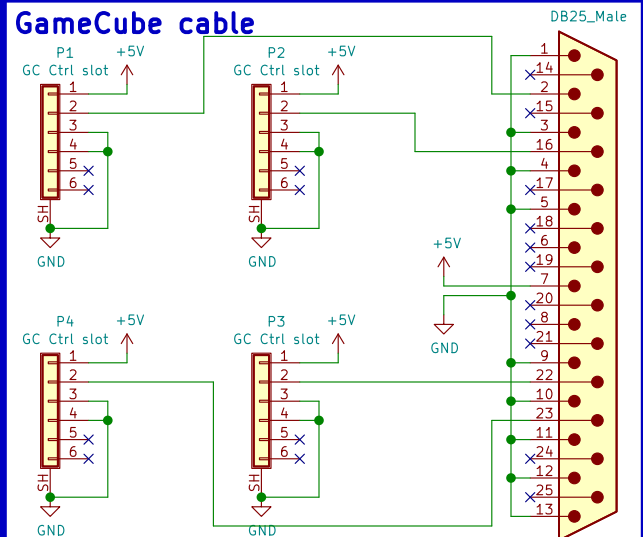 GameCube cable
DB25_Male
P1
GC Ctrl slot
+5V
1
2
3
4
5
6
SH
GND
P2
GC Ctrl slot
+5V
1
2
3
4
5
6
SH
GND
+5V
GND
P4
GC Ctrl slot
+5V
1
2
3
4
5
6
SH
GND
P3
GC Ctrl slot
+5V
1
2
3
4
5
6
SH
GND
1
14
2
15
3
16
4
17
5
18
6
19
7
20
8
21
9
22
10
23
11
24
12
25
13